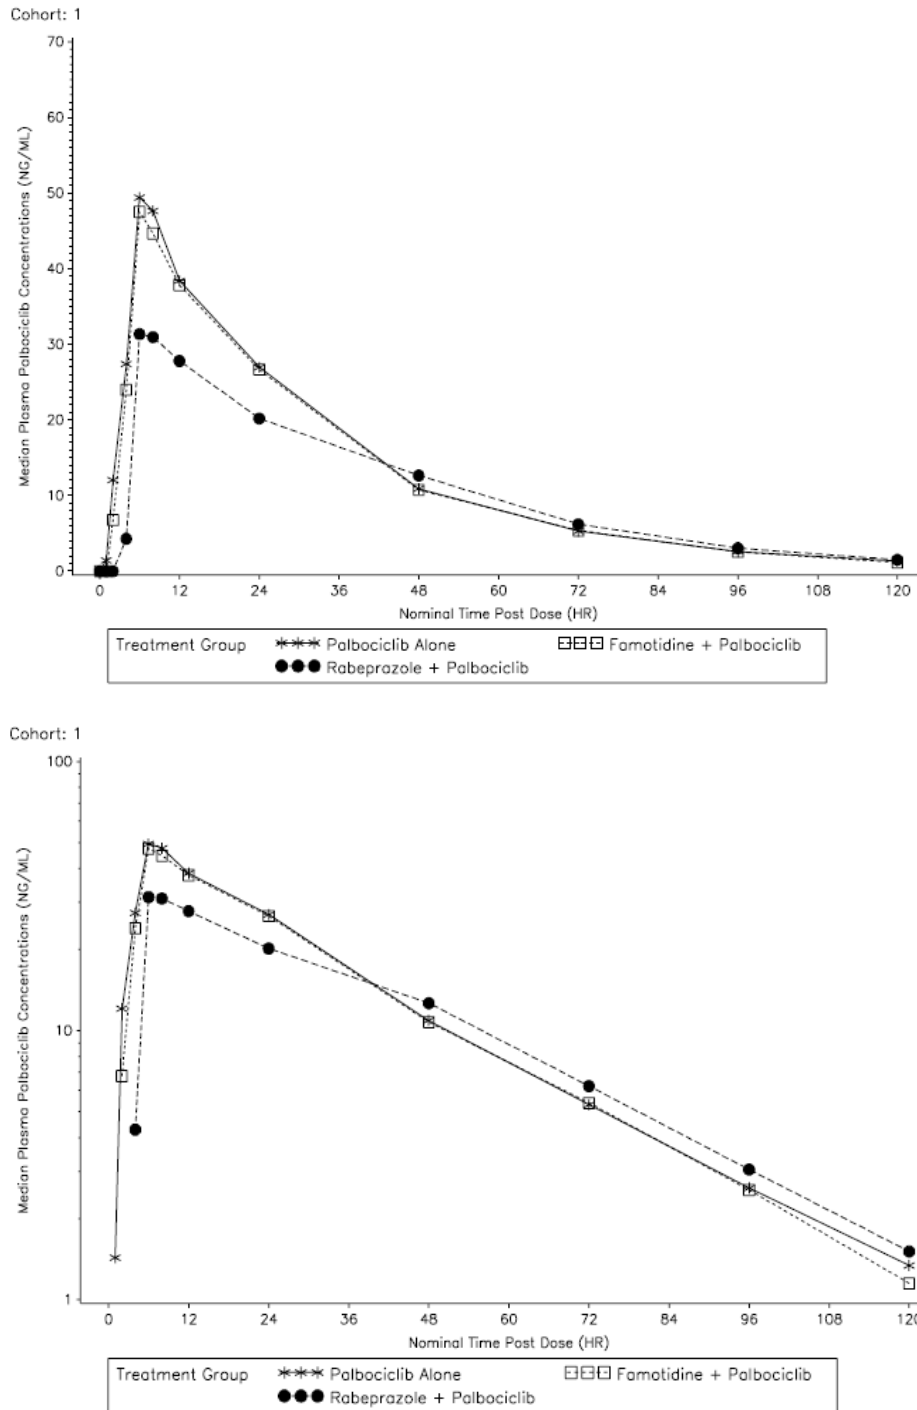 Cohort: 1
70
60
50
40
30
20
10
0
Median Plasma Palbociclib Concentrations (NG/ML)
0 12 24 36 48 60 72 84 96 108 120
Nominal Time Post Dose (HR)
Treatment Group Palbociclib Alone Famotidine + Palbociclib
Rabeprazole + Palbociclib
Cohort: 1
100
10
1
Median Plasma Palbociclib Concentrations (NG/ML)
0 12 24 36 48 60 72 84 96 108 120
Nominal Time Post Dose (HR)
Treatment Group Palbociclib Alone Famotidine + Palbociclib
Rabeprazole + Palbociclib